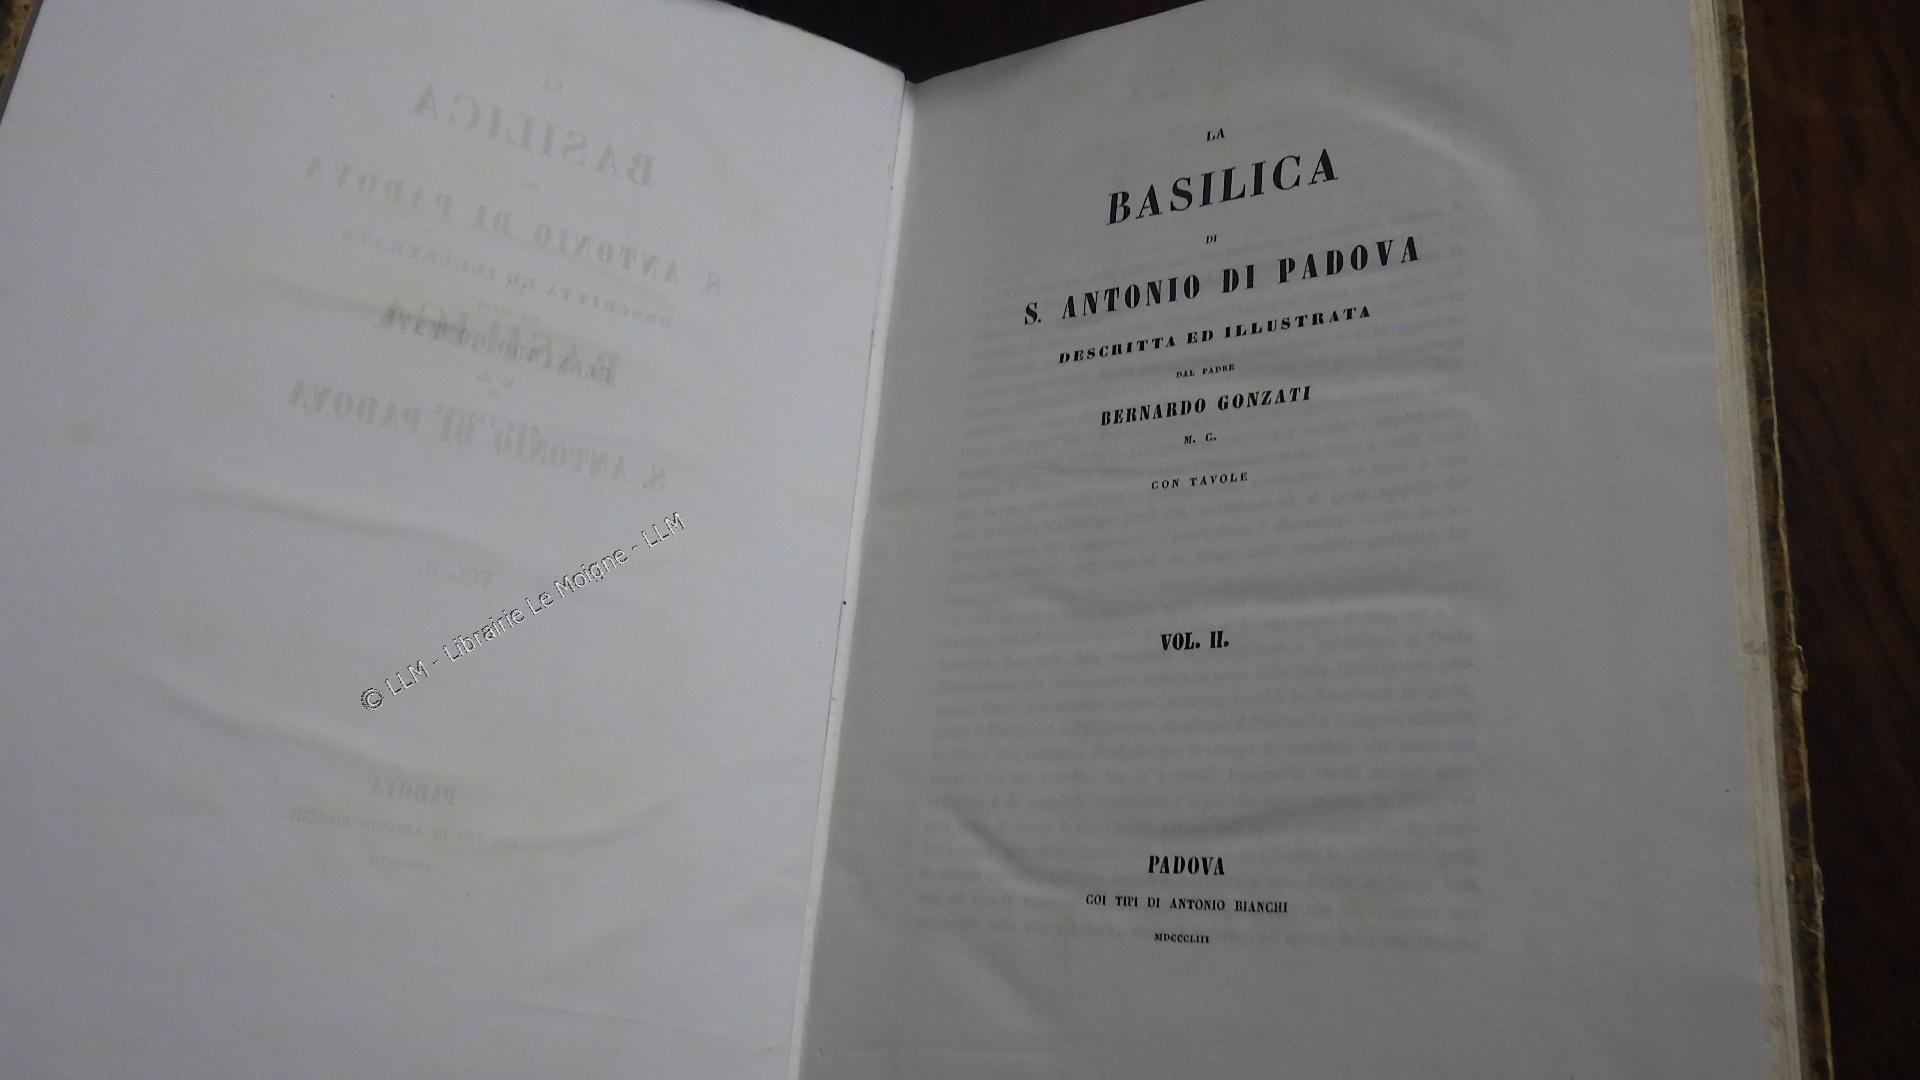 LA
BASILICA
DI
S. ANTONIO DI PADOVA
DESCRITTA ED ILLUSTRATA
DAL PADRE
BERNARDO GONZATI
M. C.
CON TAVOLE
VOL. II.
PADOVA
COI TIPI DI ANTONIO BIANCHI
MDCCCLIII
© LLM - Librairie Le Moigne - LLM